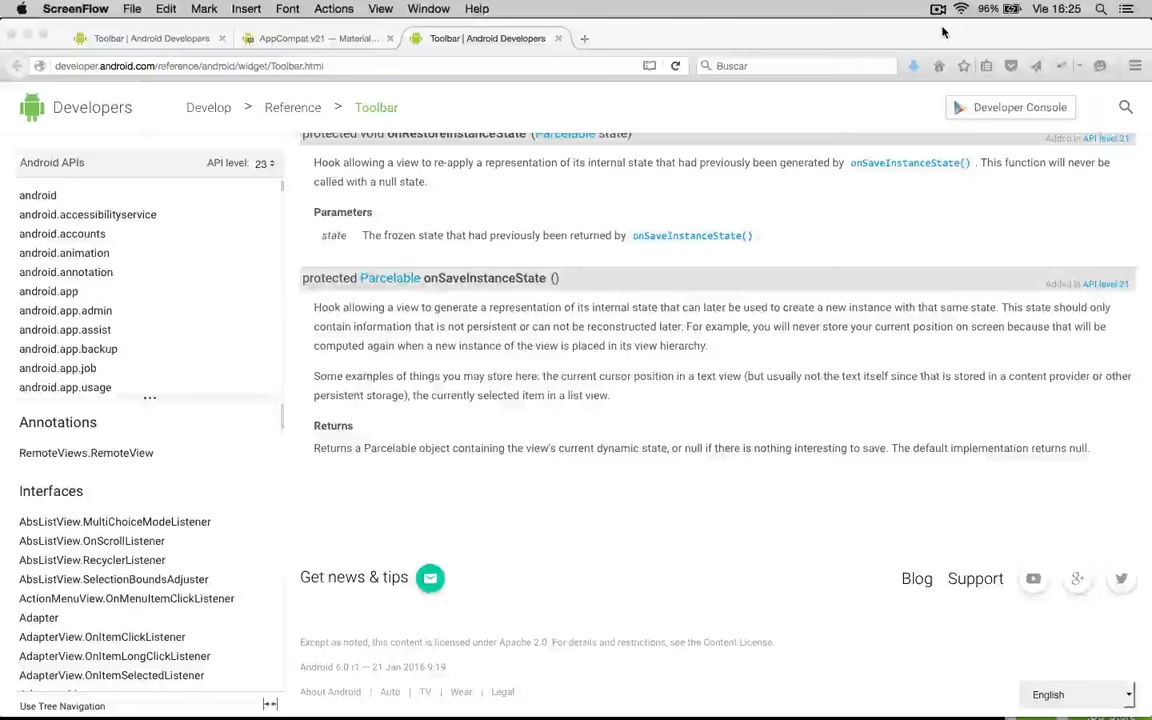 ScreenFlow File Edit Mark Insert Font Actions View Window Help 96% Vie 16:25
Toolbar | Android Developers AppCompat v21 — Material... Toolbar | Android Developers
developer.android.com/reference/android/widget/Toolbar.html Buscar
Developers Develop > Reference > Toolbar Developer Console
protected void onRestoreInstanceState (Parcelable state)
Added in API level 21
Android APIs API level: 23
android
android.accessibilityservice
android.accounts
android.animation
android.annotation
android.app
android.app.admin
android.app.assist
android.app.backup
android.app.job
android.app.usage
Annotations
RemoteViews.RemoteView
Interfaces
AbsListView.MultiChoiceModeListener
AbsListView.OnScrollListener
AbsListView.RecyclerListener
AbsListView.SelectionBoundsAdjuster
ActionMenuView.OnMenuItemClickListener
Adapter
AdapterView.OnItemClickListener
AdapterView.OnItemLongClickListener
AdapterView.OnItemSelectedListener
Use Tree Navigation
Hook allowing a view to re-apply a representation of its internal state that had previously been generated by onSaveInstanceState() . This function will never be
called with a null state.
Parameters
state The frozen state that had previously been returned by onSaveInstanceState() .
protected Parcelable onSaveInstanceState ()
Added in API level 21
Hook allowing a view to generate a representation of its internal state that can later be used to create a new instance with that same state. This state should only
contain information that is not persistent or can not be reconstructed later. For example, you will never store your current position on screen because that will be
computed again when a new instance of the view is placed in its view hierarchy.
Some examples of things you may store here: the current cursor position in a text view (but usually not the text itself since that is stored in a content provider or other
persistent storage), the currently selected item in a list view.
Returns
Returns a Parcelable object containing the view's current dynamic state, or null if there is nothing interesting to save. The default implementation returns null.
Get news & tips Blog Support
Except as noted, this content is licensed under Apache 2.0. For details and restrictions, see the Content License.
Android 6.0 r1 — 21 Jan 2016 9:19
About Android | Auto | TV | Wear | Legal
English